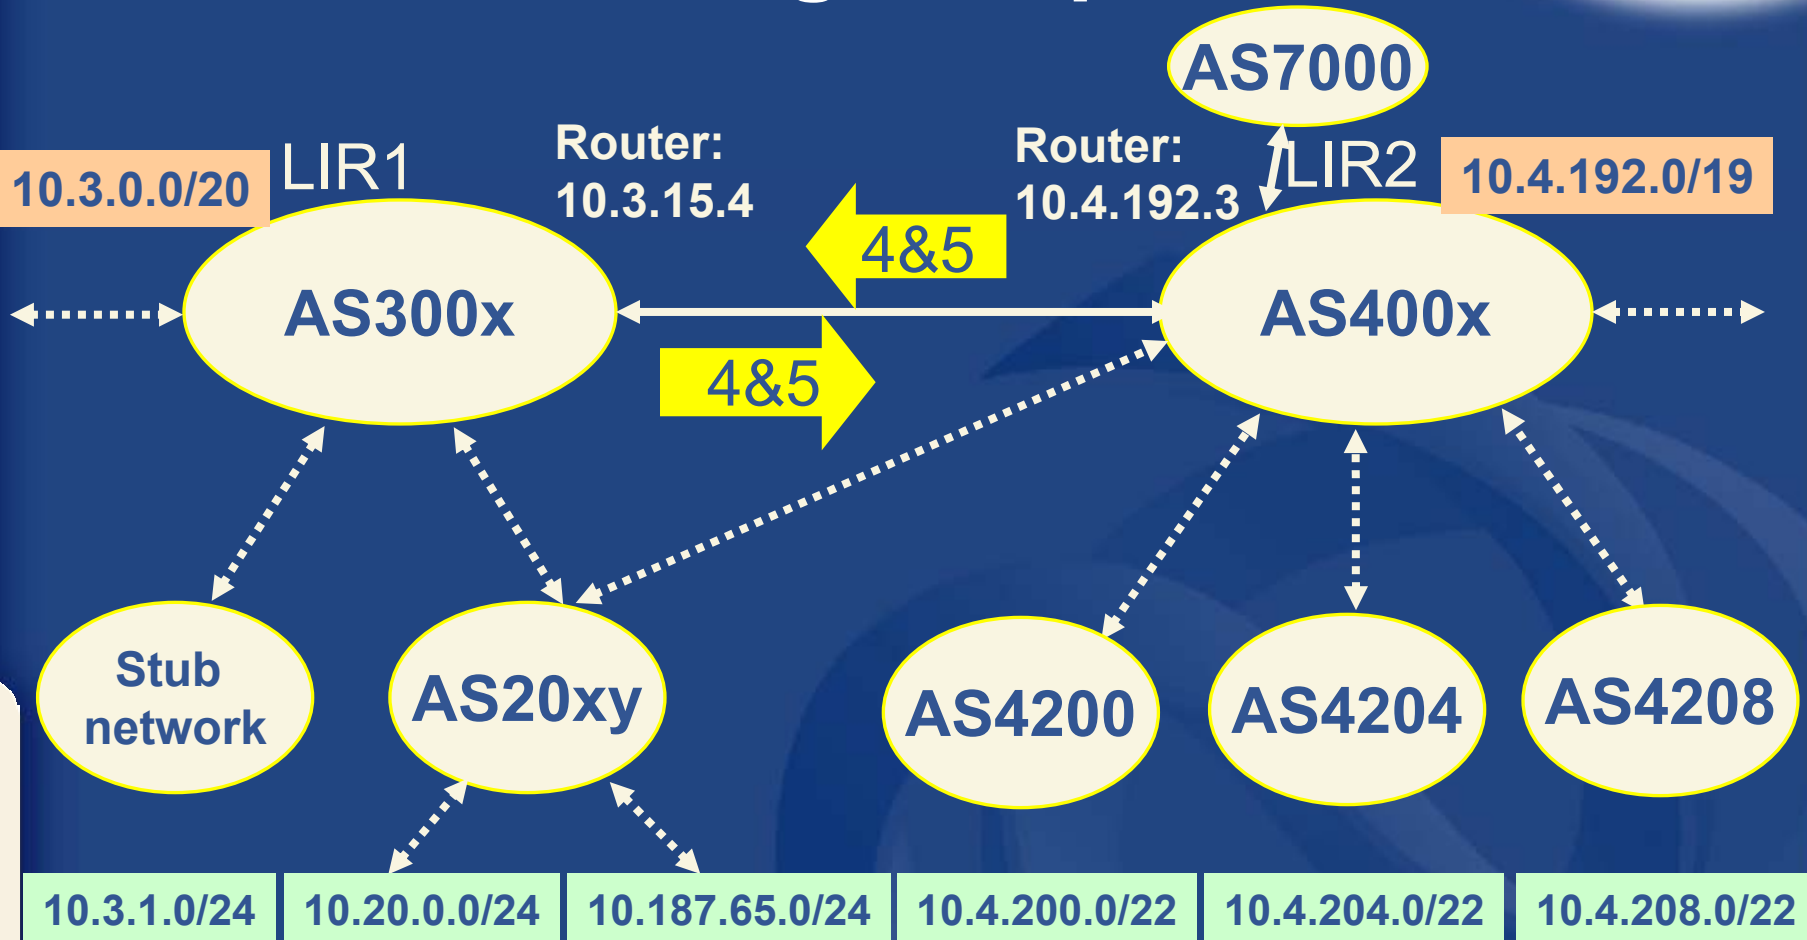 AS7000
Router:
10.3.15.4
Router:
10.4.192.3
LIR1
LIR2
10.3.0.0/20
10.4.192.0/19
4&5
AS300x
AS400x
4&5
Stub
network
AS20xy
AS4200
AS4204
AS4208
10.3.1.0/24
10.20.0.0/24
10.187.65.0/24
10.4.200.0/22
10.4.204.0/22
10.4.208.0/22